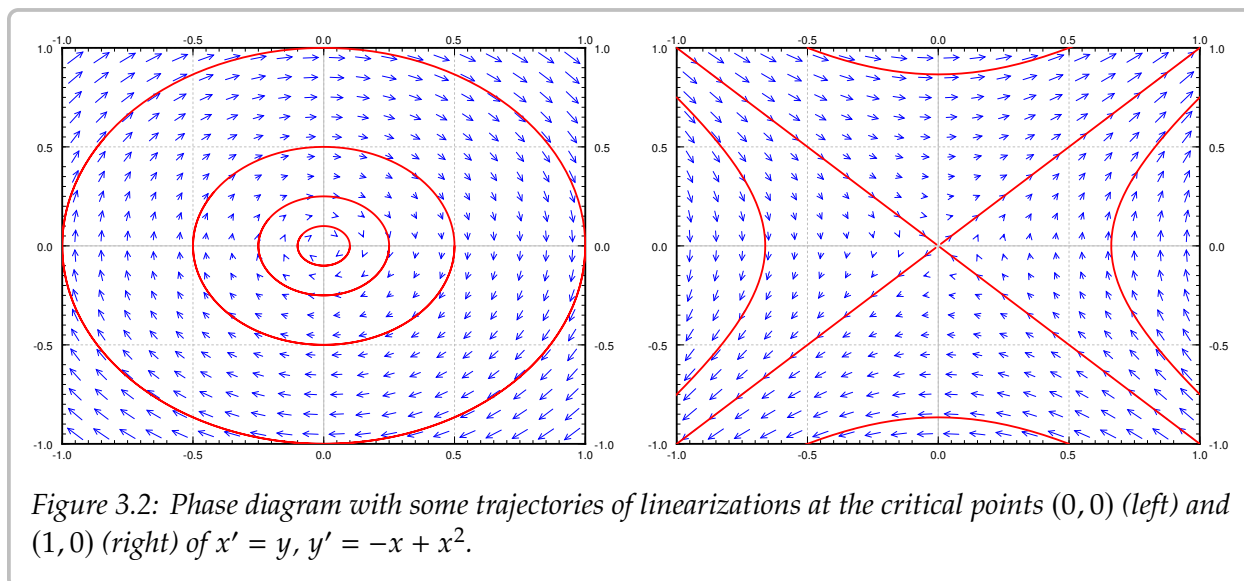 -1.0 -0.5 0.0 0.5 1.0
1.0 1.0
0.5 0.5
0.0 0.0
-0.5 -0.5
-1.0 -1.0
-1.0 -0.5 0.0 0.5 1.0
-1.0 -0.5 0.0 0.5 1.0
1.0 1.0
0.5 0.5
0.0 0.0
-0.5 -0.5
-1.0 -1.0
-1.0 -0.5 0.0 0.5 1.0
Figure 3.2: Phase diagram with some trajectories of linearizations at the critical points (0, 0) (left) and
(1, 0) (right) of x′ = y, y′ = −x + x².